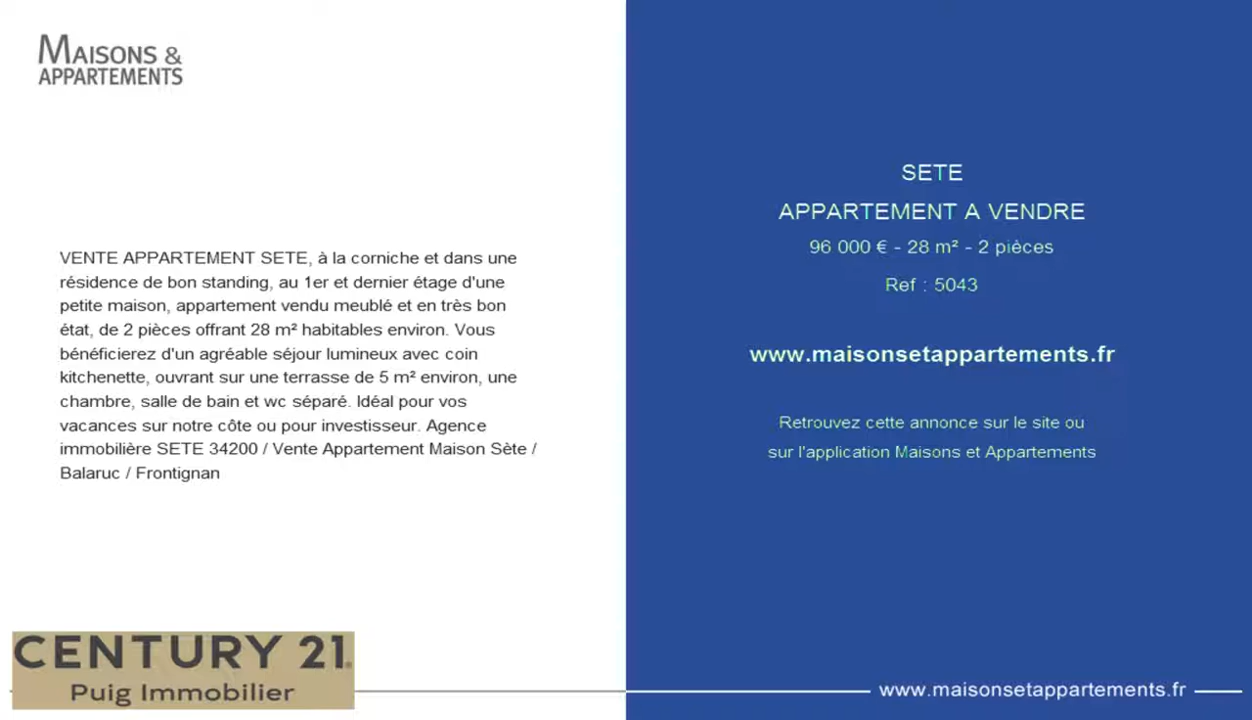 MAISONS &
APPARTEMENTS
VENTE APPARTEMENT SETE, à la corniche et dans une
résidence de bon standing, au 1er et dernier étage d'une
petite maison, appartement vendu meublé et en très bon
état, de 2 pièces offrant 28 m² habitables environ. Vous
bénéficierez d'un agréable séjour lumineux avec coin
kitchenette, ouvrant sur une terrasse de 5 m² environ, une
chambre, salle de bain et wc séparé. Idéal pour vos
vacances sur notre côte ou pour investisseur. Agence
immobilière SETE 34200 / Vente Appartement Maison Sète /
Balaruc / Frontignan
CENTURY 21.
Puig Immobilier
SETE
APPARTEMENT A VENDRE
96 000 € - 28 m² - 2 pièces
Ref : 5043
www.maisonsetappartements.fr
Retrouvez cette annonce sur le site ou
sur l'application Maisons et Appartements
www.maisonsetappartements.fr